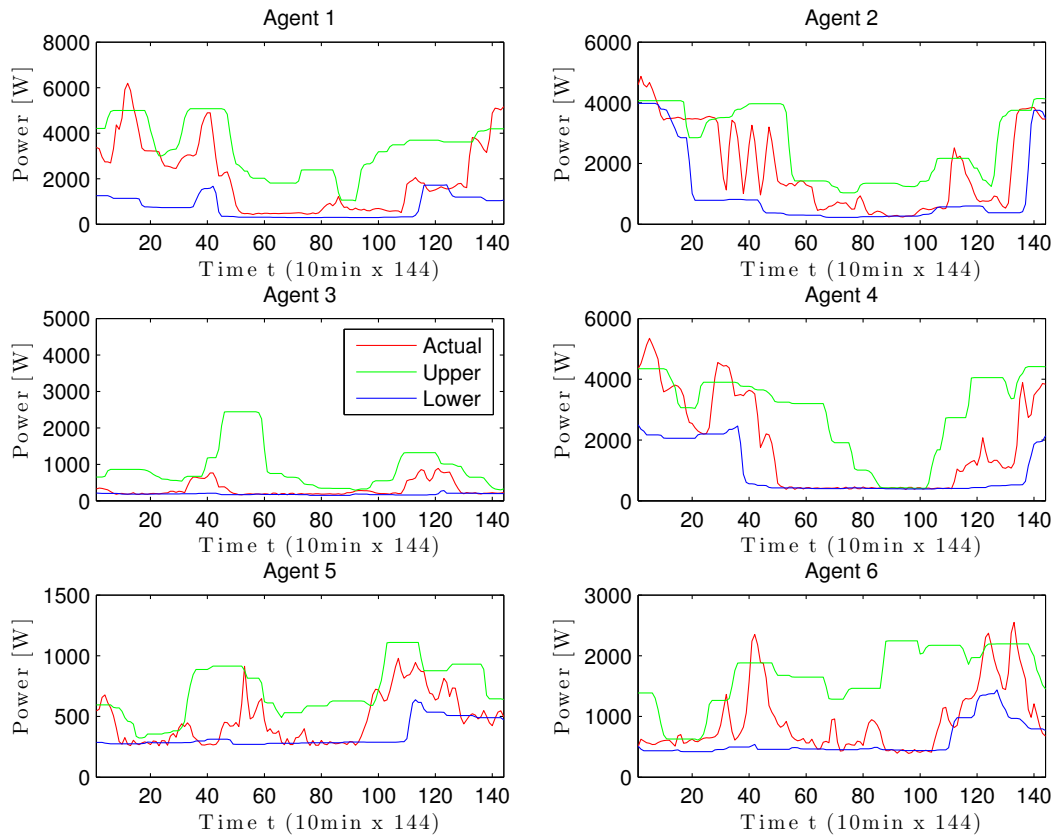 Agent 1
Agent 2
Power [W]
8000
6000
4000
2000
0
20 40 60 80 100 120 140
Time t (10min x 144)
Power [W]
6000
4000
2000
0
20 40 60 80 100 120 140
Time t (10min x 144)
Agent 3
Agent 4
Power [W]
5000
4000
3000
2000
1000
0
Actual
Upper
Lower
20 40 60 80 100 120 140
Time t (10min x 144)
Power [W]
6000
4000
2000
0
20 40 60 80 100 120 140
Time t (10min x 144)
Agent 5
Agent 6
Power [W]
1500
1000
500
0
20 40 60 80 100 120 140
Time t (10min x 144)
Power [W]
3000
2000
1000
0
20 40 60 80 100 120 140
Time t (10min x 144)